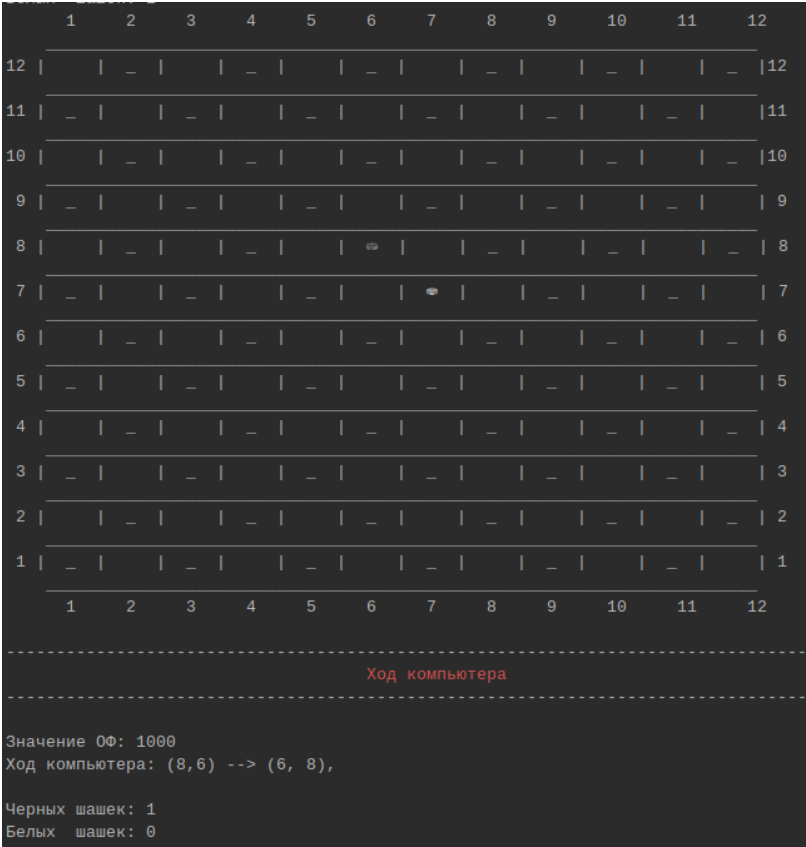 1 2 3 4 5 6 7 8 9 10 11 12
12 |     |  _  |     |  _  |     |  _  |     |  _  |     |  _  |     |  _  |12
11 |  _  |     |  _  |     |  _  |     |  _  |     |  _  |     |  _  |     |11
10 |     |  _  |     |  _  |     |  _  |     |  _  |     |  _  |     |  _  |10
9 |  _  |     |  _  |     |  _  |     |  _  |     |  _  |     |  _  |     | 9
8 |     |  _  |     |  _  |     |     |     |  _  |     |  _  |     |  _  | 8
7 |  _  |     |  _  |     |  _  |     |     |     |  _  |     |  _  |     | 7
6 |     |  _  |     |  _  |     |  _  |     |  _  |     |  _  |     |  _  | 6
5 |  _  |     |  _  |     |  _  |     |  _  |     |  _  |     |  _  |     | 5
4 |     |  _  |     |  _  |     |  _  |     |  _  |     |  _  |     |  _  | 4
3 |  _  |     |  _  |     |  _  |     |  _  |     |  _  |     |  _  |     | 3
2 |     |  _  |     |  _  |     |  _  |     |  _  |     |  _  |     |  _  | 2
1 |  _  |     |  _  |     |  _  |     |  _  |     |  _  |     |  _  |     | 1
1 2 3 4 5 6 7 8 9 10 11 12
Ход компьютера
Значение ОФ: 1000
Ход компьютера: (8,6) --> (6, 8),
Черных шашек: 1
Белых  шашек: 0